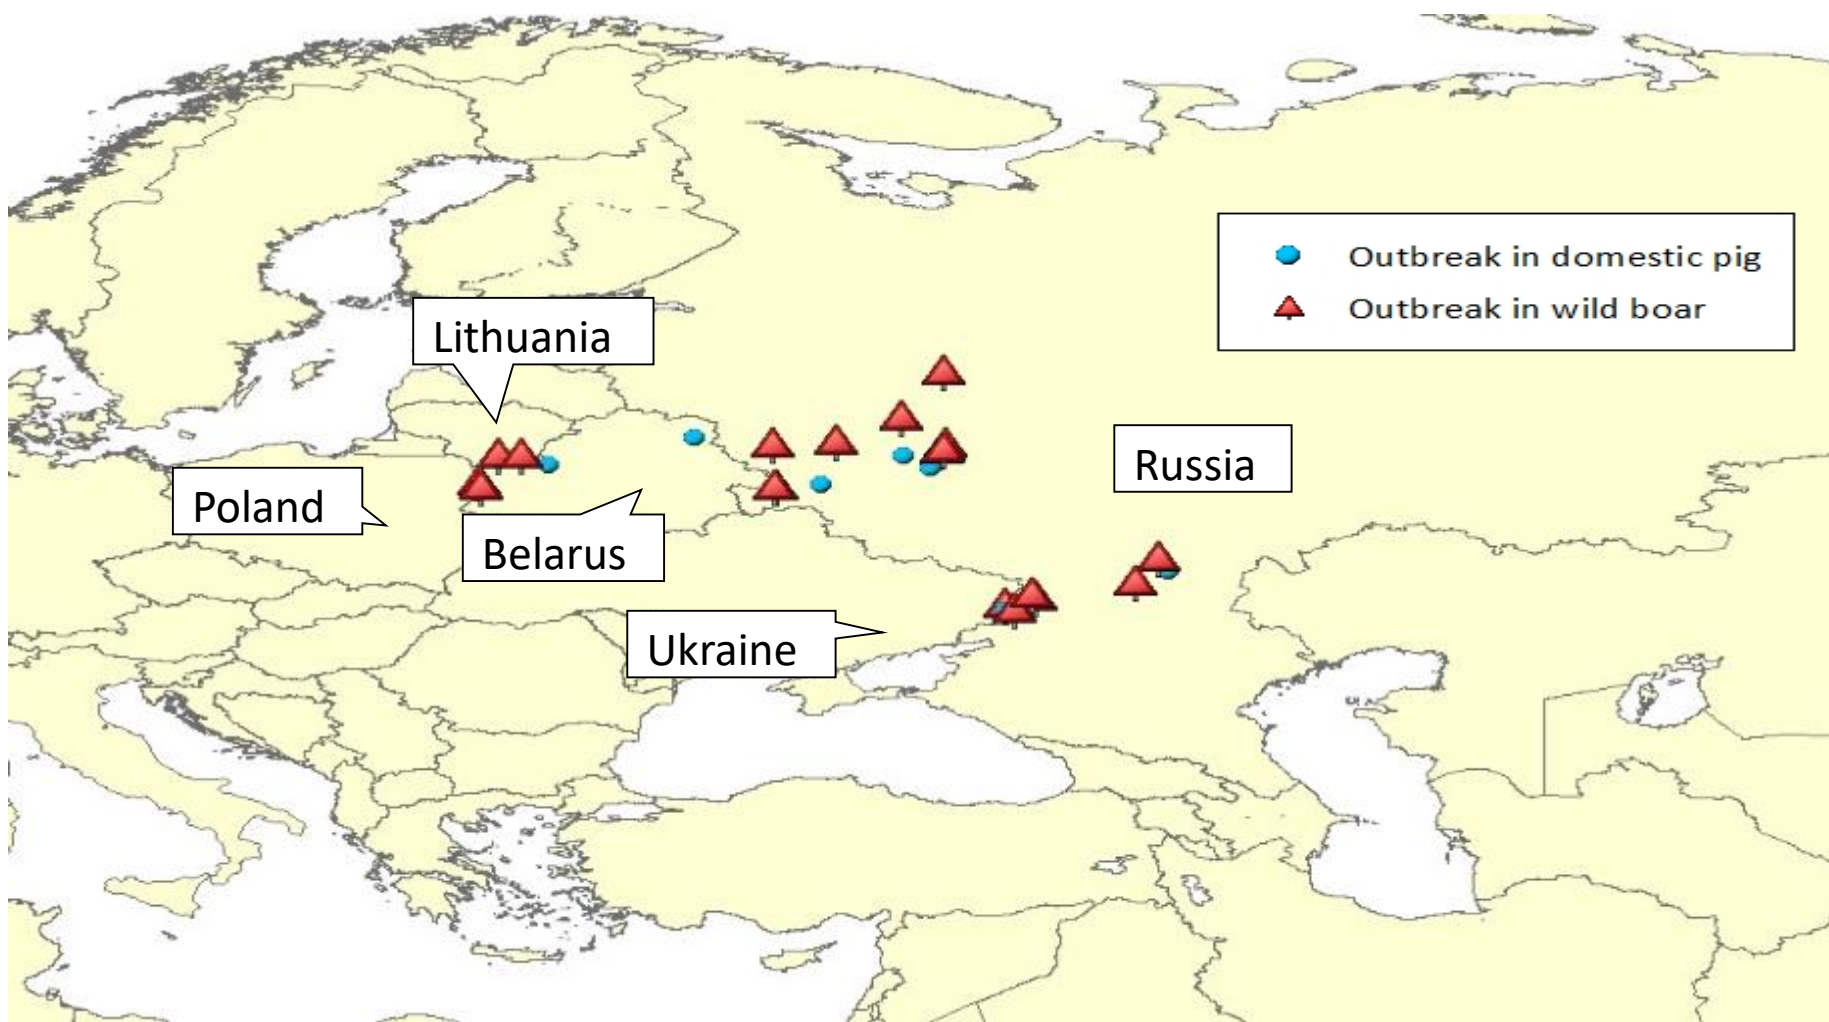 Outbreak in domestic pig
Outbreak in wild boar
Lithuania
Russia
Poland
Belarus
Ukraine